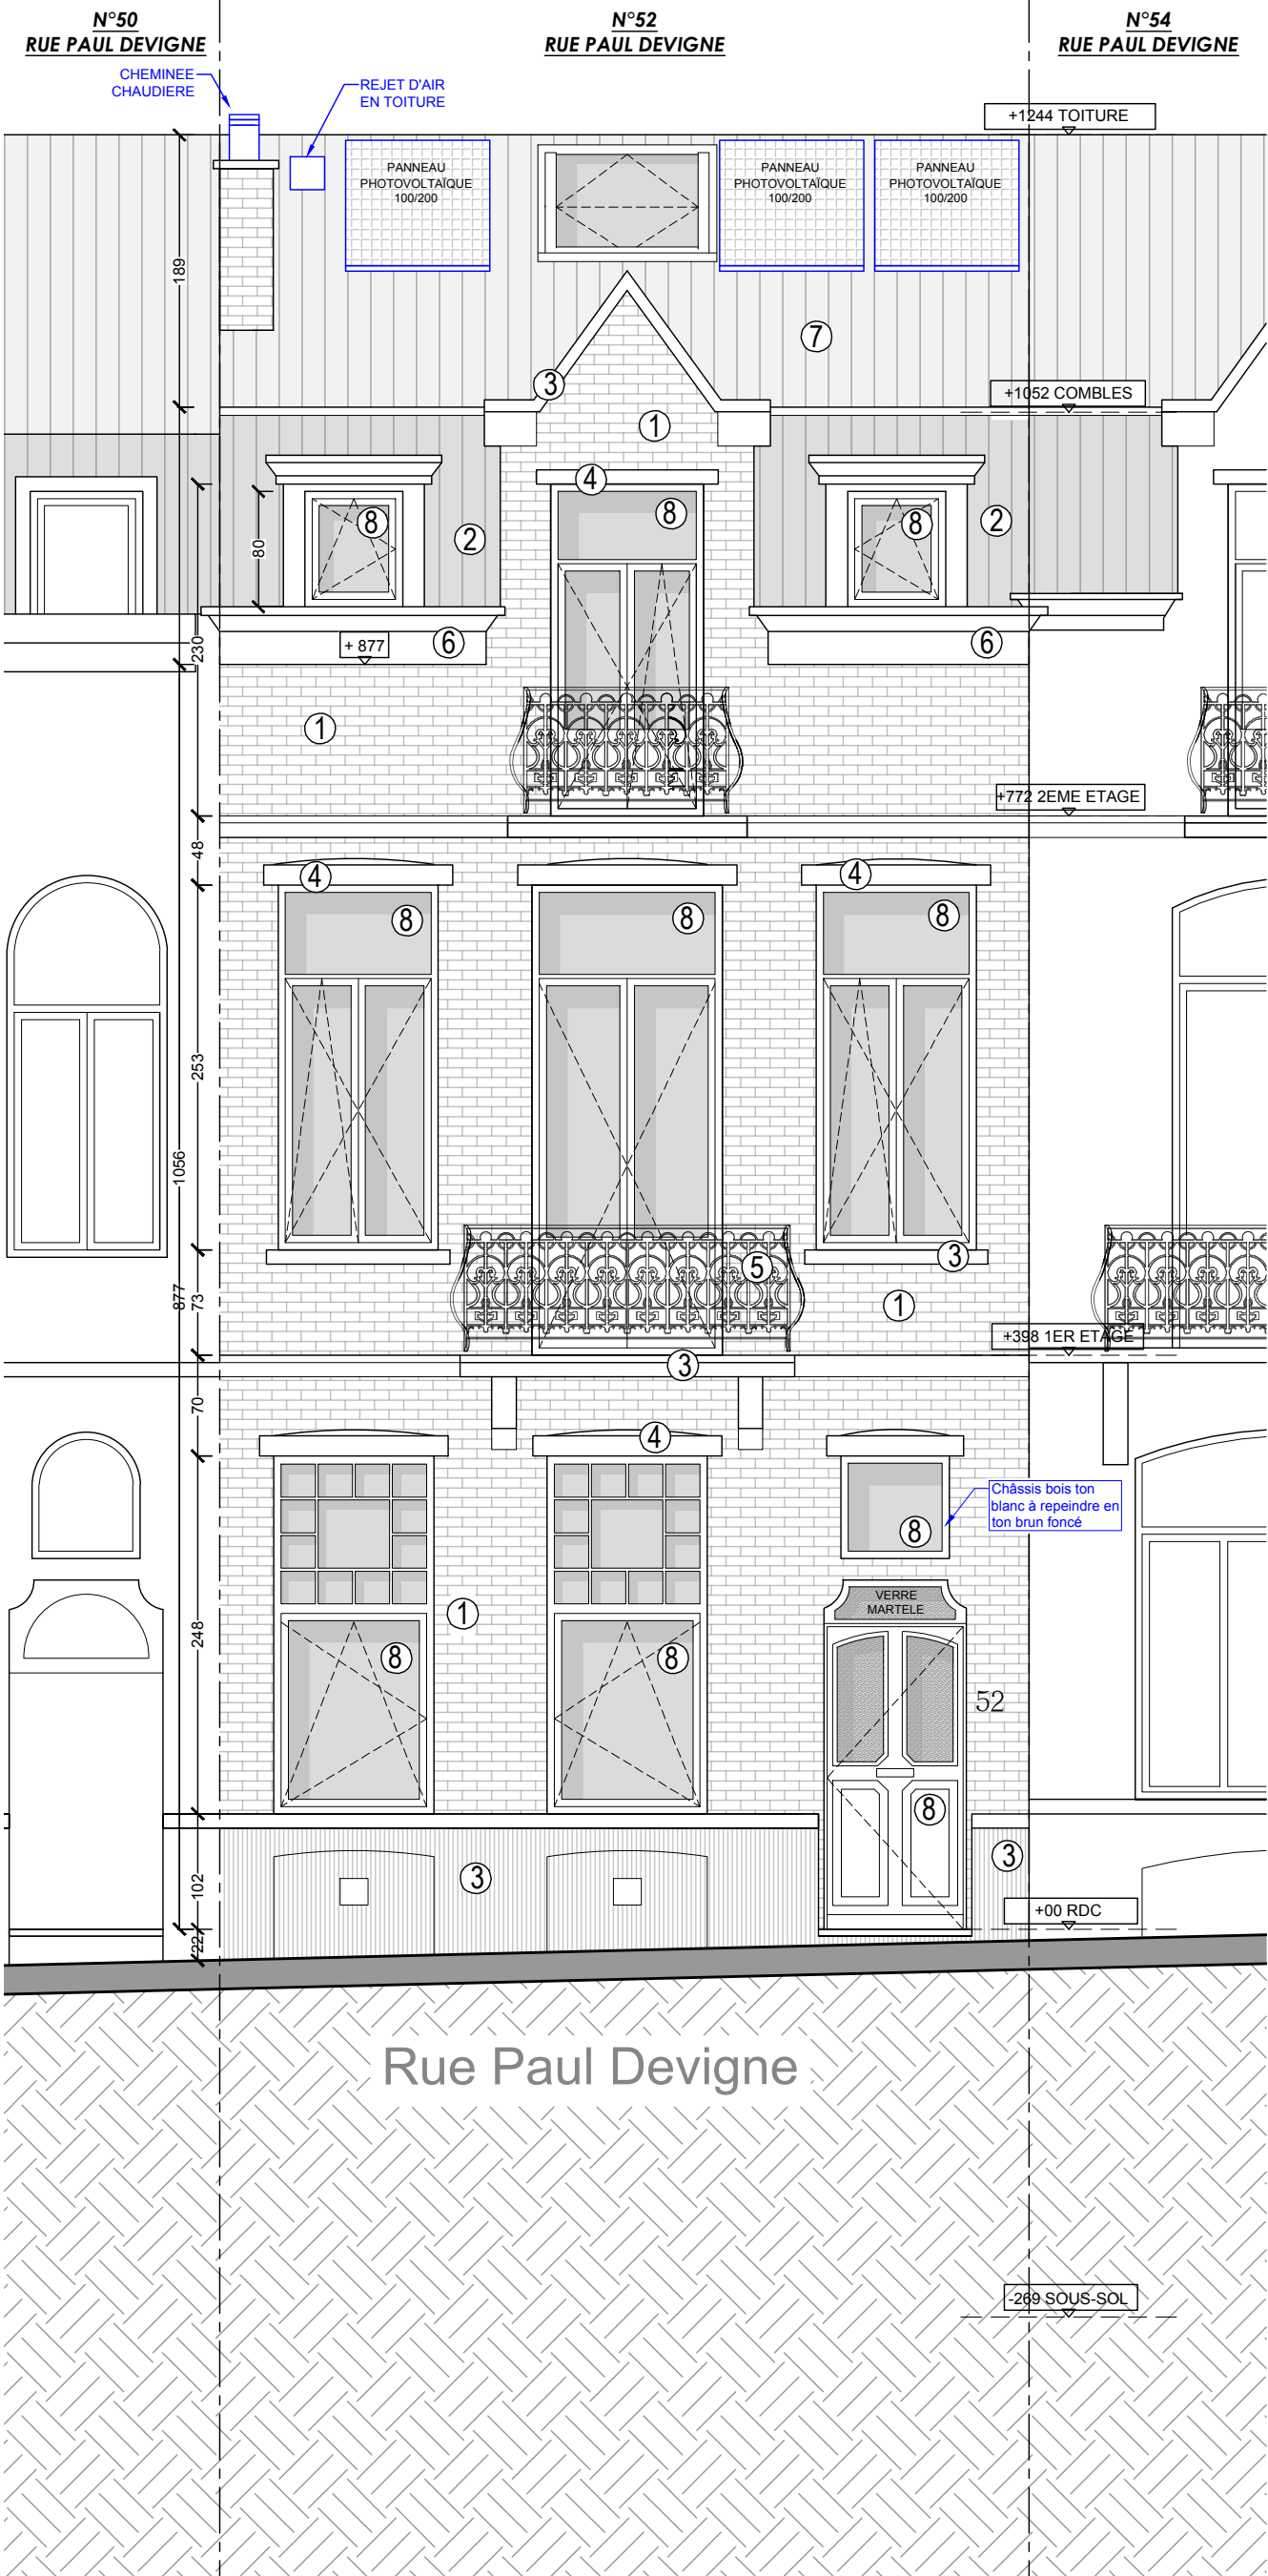 N°50
RUE PAUL DEVIGNE
N°52
RUE PAUL DEVIGNE
N°54
RUE PAUL DEVIGNE
CHEMINEE
CHAUDIERE
REJET D'AIR
EN TOITURE
+1244 TOITURE
PANNEAU
PHOTOVOLTAÏQUE
100/200
PANNEAU
PHOTOVOLTAÏQUE
100/200
PANNEAU
PHOTOVOLTAÏQUE
100/200
189
7
3
+1052 COMBLES
1
4
8
8
8
2
2
80
230
+ 877
6
6
1
+772 2EME ETAGE
48
4
4
8
8
8
253
1056
877
73
3
5
1
+398 1ER ETAGE
3
70
4
Châssis bois ton
blanc à repeindre en
ton brun foncé
8
VERRE
MARTELE
1
248
8
8
52
8
3
3
102
+00 RDC
22
Rue Paul Devigne
-269 SOUS-SOL